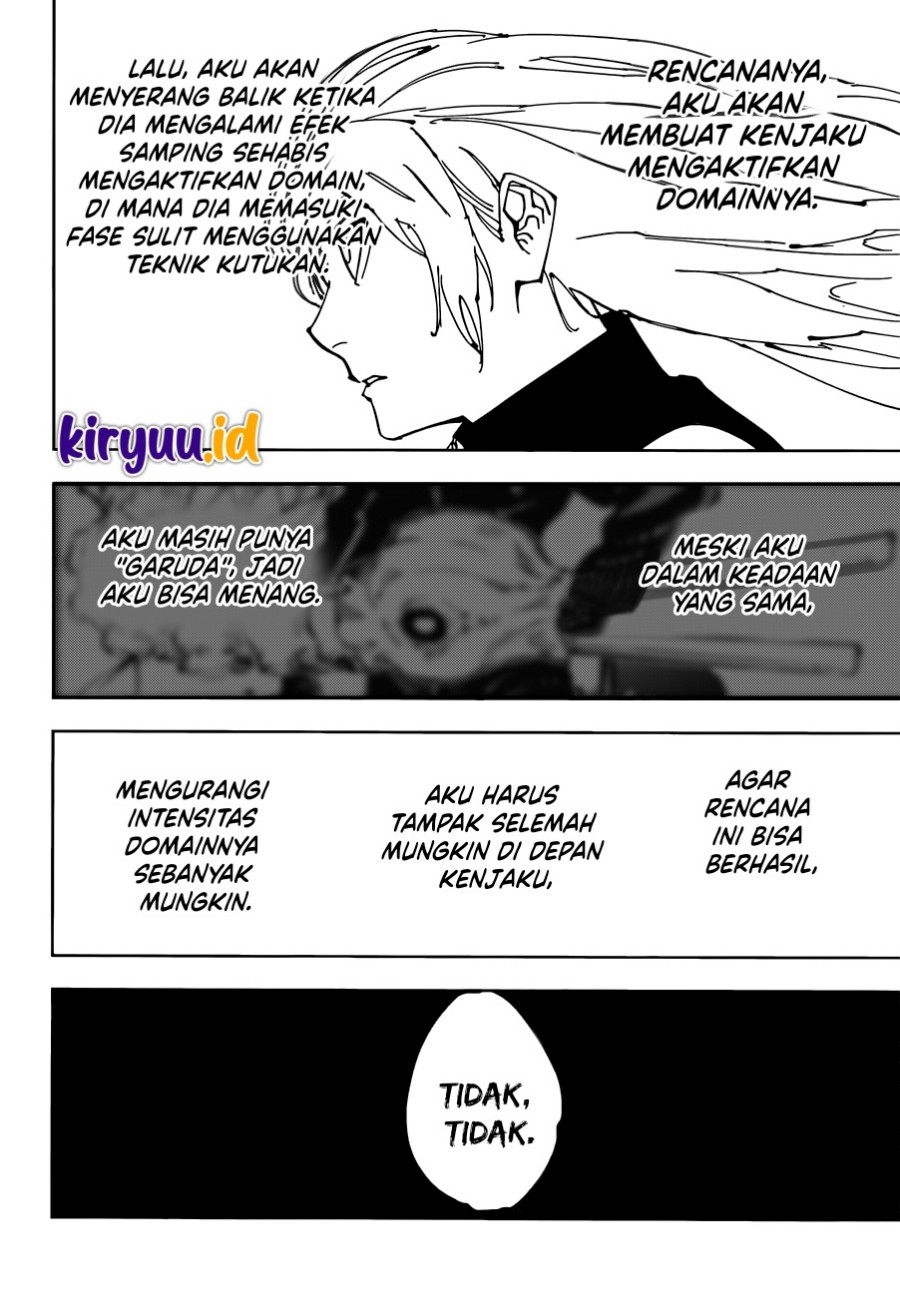 RENCANANYA,
AKU AKAN
MEMBUAT KENJAKU
MENGAKTIFKAN
DOMAINNYA.
LALU, AKU AKAN
MENYERANG BALIK KETIKA
DIA MENGALAMI EFEK
SAMPING SEHABIS
MENGAKTIFKAN DOMAIN,
DI MANA DIA MEMASUKI
FASE SULIT MENGGUNAKAN
TEKNIK KUTUKAN.
kiryuu.id
MESKI AKU
DALAM KEADAAN
YANG SAMA,
AKU MASIH PUNYA
"GARUDA", JADI
AKU BISA MENANG.
AGAR
RENCANA
INI BISA
BERHASIL,
AKU HARUS
TAMPAK SELEMAH
MUNGKIN DI DEPAN
KENJAKU,
MENGURANGI
INTENSITAS
DOMAINNYA
SEBANYAK
MUNGKIN.
TIDAK,
TIDAK.